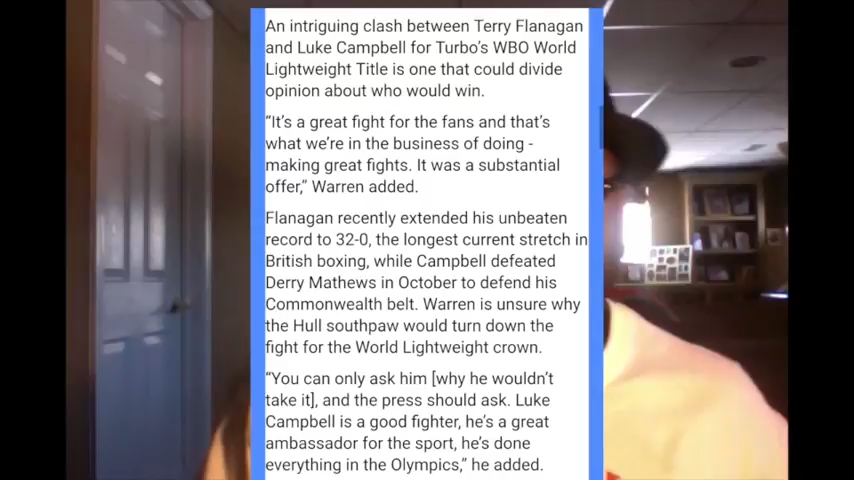 An intriguing clash between Terry Flanagan
and Luke Campbell for Turbo's WBO World
Lightweight Title is one that could divide
opinion about who would win.
“It's a great fight for the fans and that's
what we're in the business of doing -
making great fights. It was a substantial
offer,” Warren added.
Flanagan recently extended his unbeaten
record to 32-0, the longest current stretch in
British boxing, while Campbell defeated
Derry Mathews in October to defend his
Commonwealth belt. Warren is unsure why
the Hull southpaw would turn down the
fight for the World Lightweight crown.
“You can only ask him [why he wouldn't
take it], and the press should ask. Luke
Campbell is a good fighter, he's a great
ambassador for the sport, he's done
everything in the Olympics,” he added.